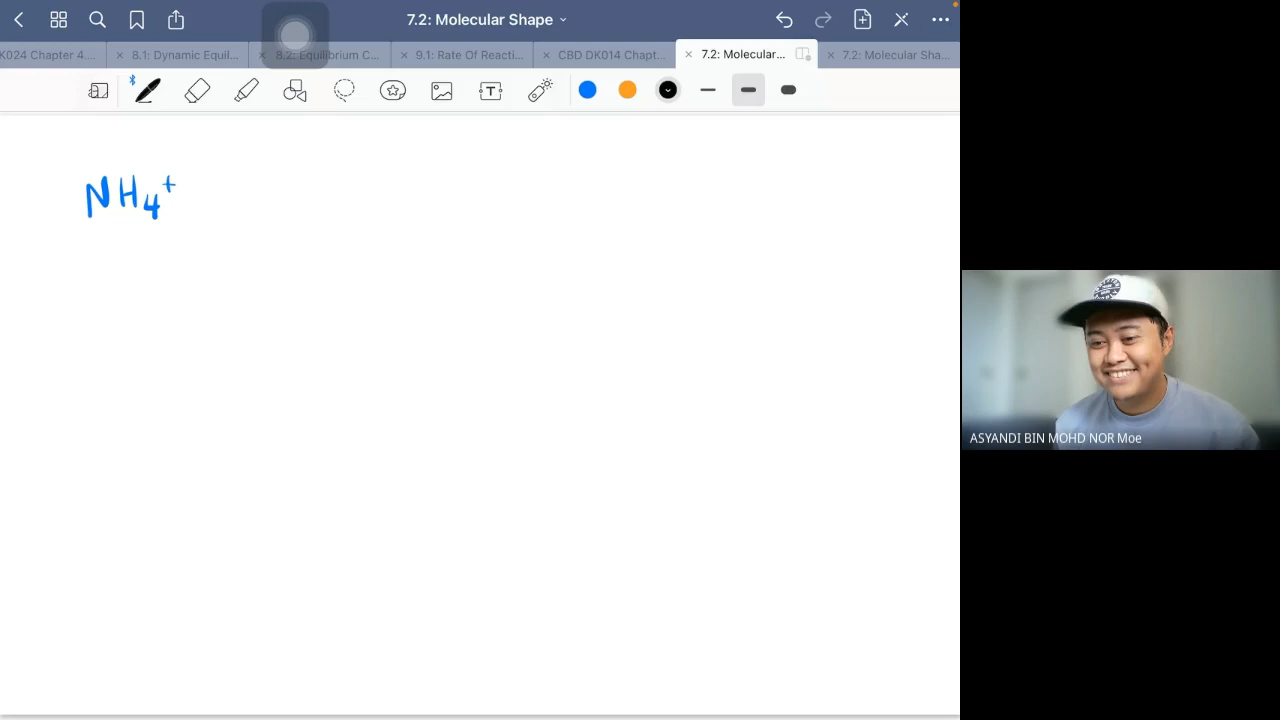 7.2: Molecular Shape
K024 Chapter 4....
8.1: Dynamic Equil...
8.2: Equilibrium C...
9.1: Rate Of Reacti...
CBD DK014 Chapt...
7.2: Molecular...
7.2: Molecular Sha...
T
NH₄⁺
ASYANDI BIN MOHD NOR Moe